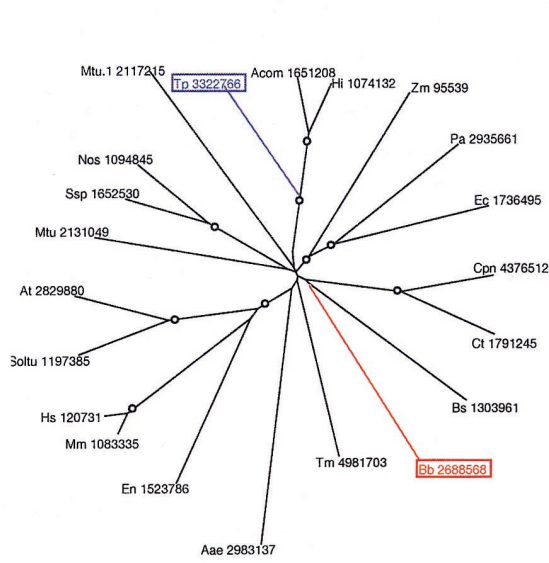 Mtu.1 2117215
Tp 3322766
Acom 1651208
Hi 1074132
Zm 95539
Pa 2935661
Nos 1094845
Ssp 1652530
Ec 1736495
Mtu 2131049
Cpn 4376512
At 2829880
Ct 1791245
Soltu 1197385
Bs 1303961
Hs 120731
Mm 1083335
Tm 4981703
Bb 2688568
En 1523786
Aae 2983137